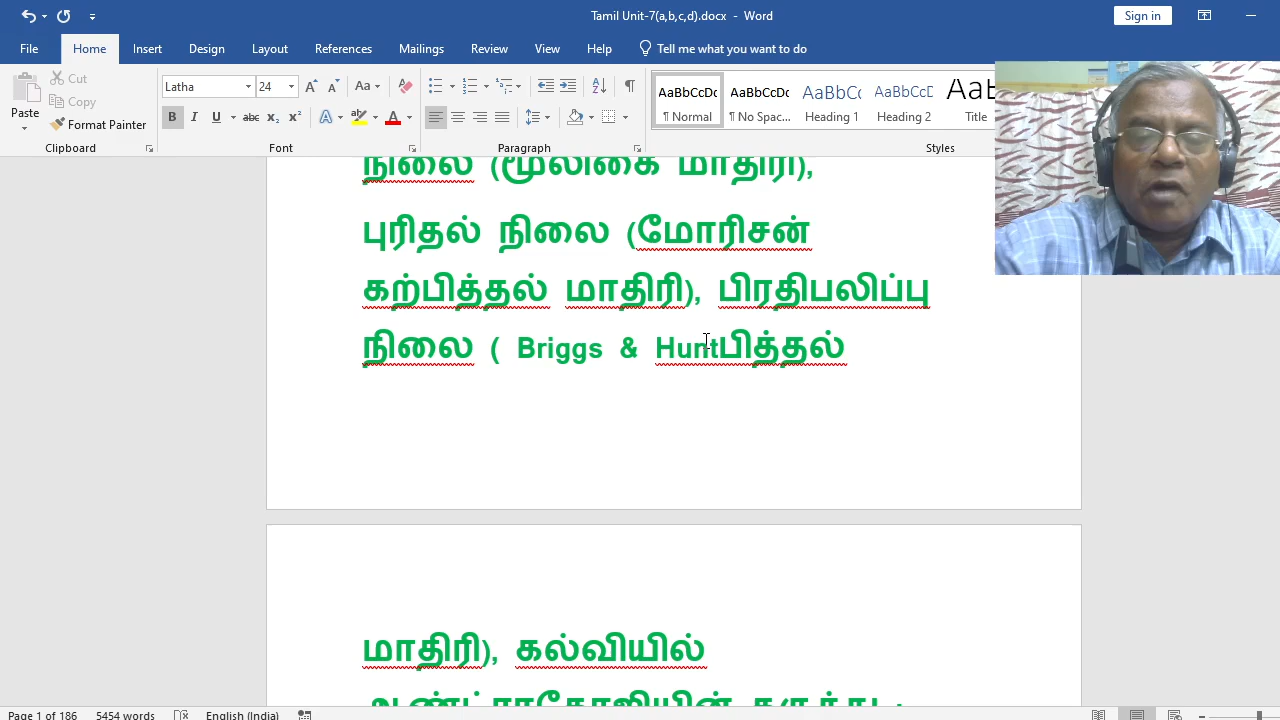 Tamil Unit-7(a,b,c,d).docx - Word
Sign in
File Home Insert Design Layout References Mailings Review View Help Tell me what you want to do
Paste
Cut
Copy
Format Painter
Latha 24
AaBbCcDc AaBbCcDc AaBbC( AaBbCcD
¶ Normal ¶ No Spac... Heading 1 Heading 2 Title
Clipboard Font Paragraph Styles
நிலை (மூலிகை மாதிரி),
புரிதல் நிலை (மோரிசன்
கற்பித்தல் மாதிரி), பிரதிபலிப்பு
நிலை ( Briggs & Huntபித்தல்
மாதிரி), கல்வியில்
Page 1 of 186 5454 words English (India)